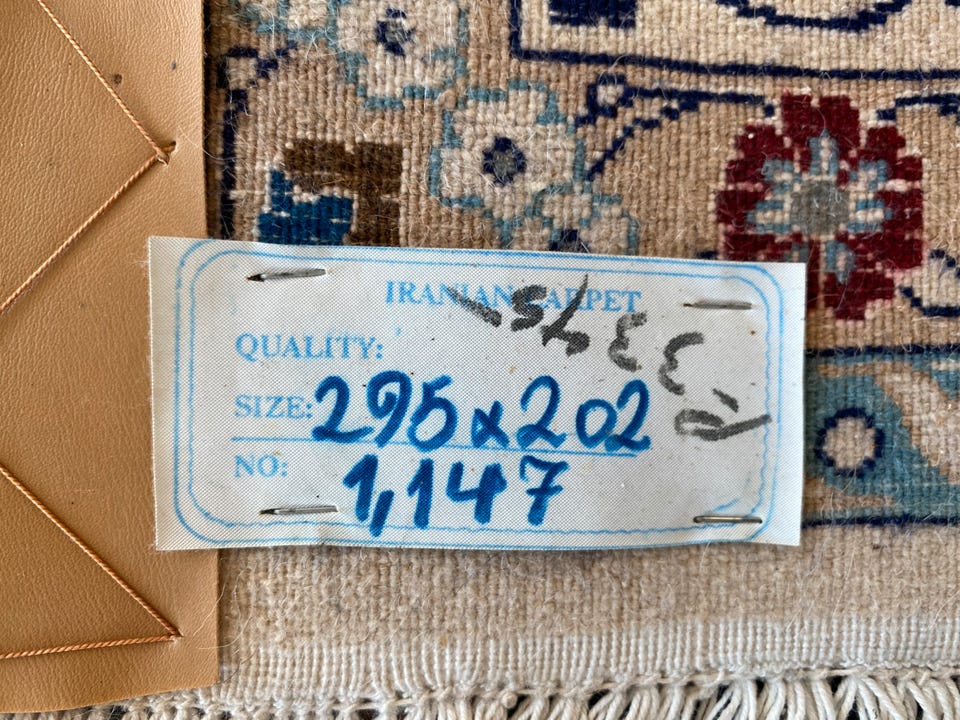 IRANIAN CARPET
QUALITY:
SIZE: 295x202
NO: 1,147